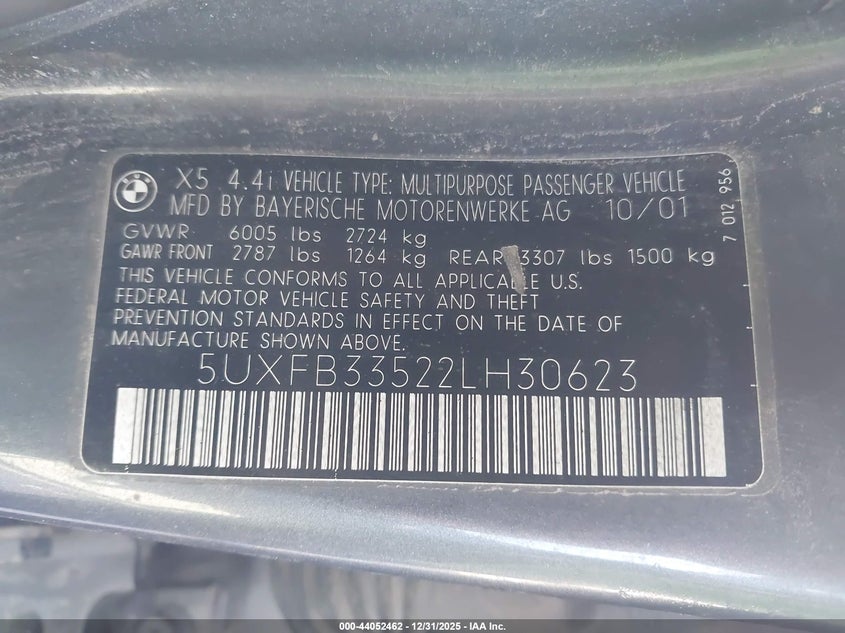 BMW
X5 4.4i VEHICLE TYPE: MULTIPURPOSE PASSENGER VEHICLE
MFD BY BAYERISCHE MOTORENWERKE AG 10/01
GVWR 6005 lbs 2724 kg
GAWR FRONT 2787 lbs 1264 kg REAR 3307 lbs 1500 kg
THIS VEHICLE CONFORMS TO ALL APPLICABLE U.S.
FEDERAL MOTOR VEHICLE SAFETY AND THEFT
PREVENTION STANDARDS IN EFFECT ON THE DATE OF
MANUFACTURE SHOWN ABOVE.
5UXFB33522LH30623
7 012 956
000-44052462 - 12/31/2025 - IAA Inc.